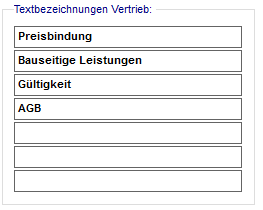 Textbezeichnungen Vertrieb:
Preisbindung
Bauseitige Leistungen
Gültigkeit
AGB